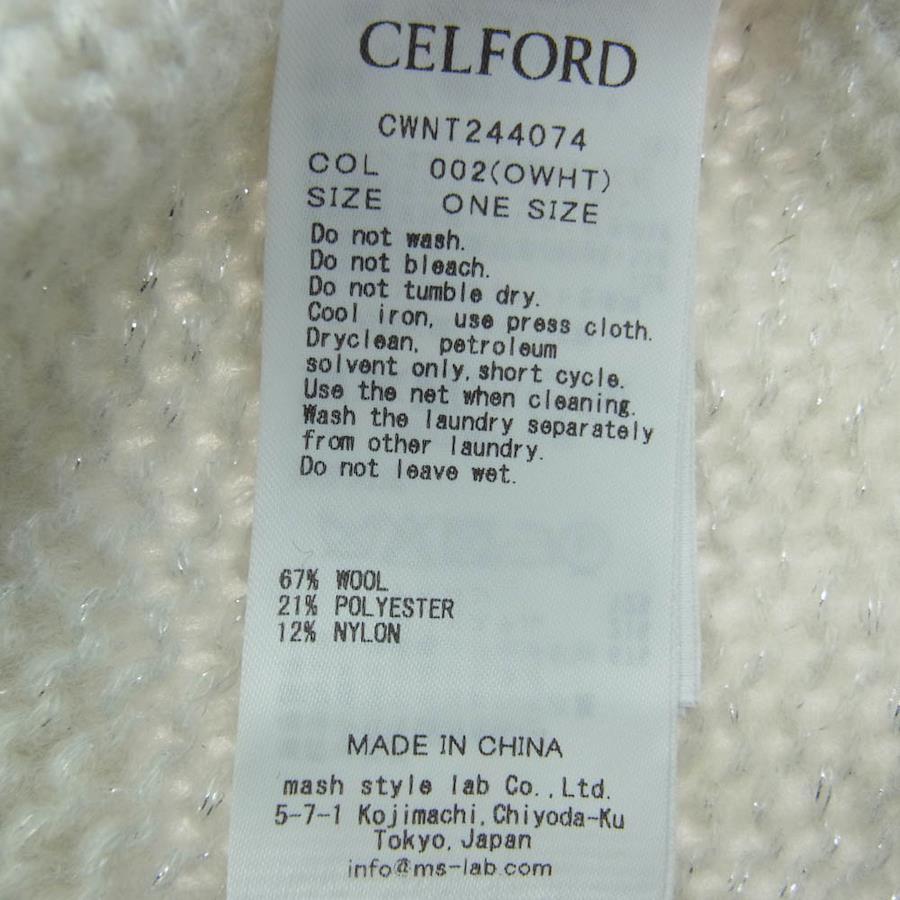 CELFORD
CWNT244074
COL 002(OWHT)
SIZE ONE SIZE
Do not wash.
Do not bleach.
Do not tumble dry.
Cool iron, use press cloth.
Dryclean, petroleum
solvent only,short cycle.
Use the net when cleaning.
Wash the laundry separately
from other laundry.
Do not leave wet.
67% WOOL
21% POLYESTER
12% NYLON
MADE IN CHINA
mash style lab Co.,Ltd.
5-7-1 Kojimachi,Chiyoda-Ku
Tokyo,Japan
info@ms-lab.com